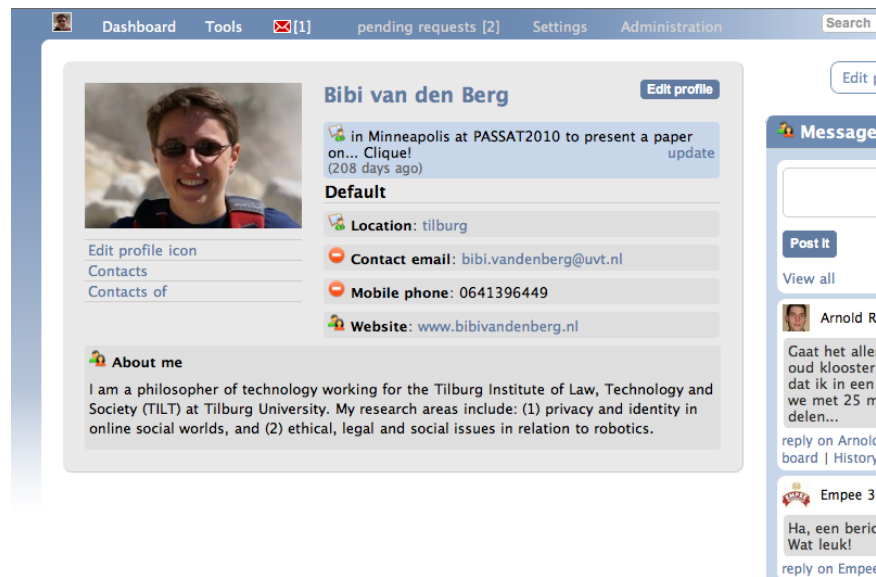 Dashboard Tools [1] pending requests [2] Settings Administration Search
Edit
Bibi van den Berg Edit profile
in Minneapolis at PASSAT2010 to present a paper
on... Clique! update
(208 days ago)
Default
Location: tilburg
Contact email: bibi.vandenberg@uvt.nl
Mobile phone: 0641396449
Website: www.bibivandenberg.nl
Edit profile icon
Contacts
Contacts of
About me
I am a philosopher of technology working for the Tilburg Institute of Law, Technology and
Society (TILT) at Tilburg University. My research areas include: (1) privacy and identity in
online social worlds, and (2) ethical, legal and social issues in relation to robotics.
Message
Post it
View all
Arnold R
Gaat het alle
oud klooster
dat ik in een
we met 25 m
delen...
reply on Arnold
board | History
Empee 3
Ha, een beric
Wat leuk!
reply on Empee